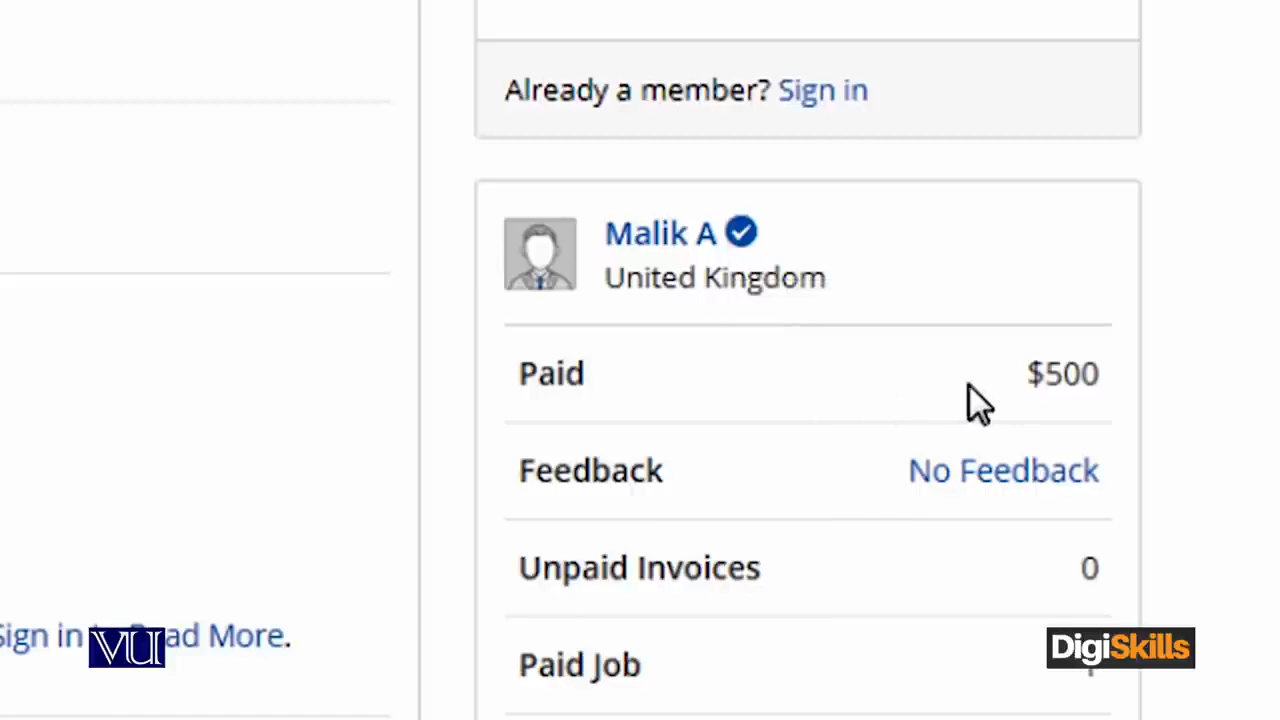 Already a member? Sign in
Malik A
United Kingdom
Paid $500
Feedback No Feedback
Unpaid Invoices 0
Sign in Read More.
VU
DigiSkills
Paid Job